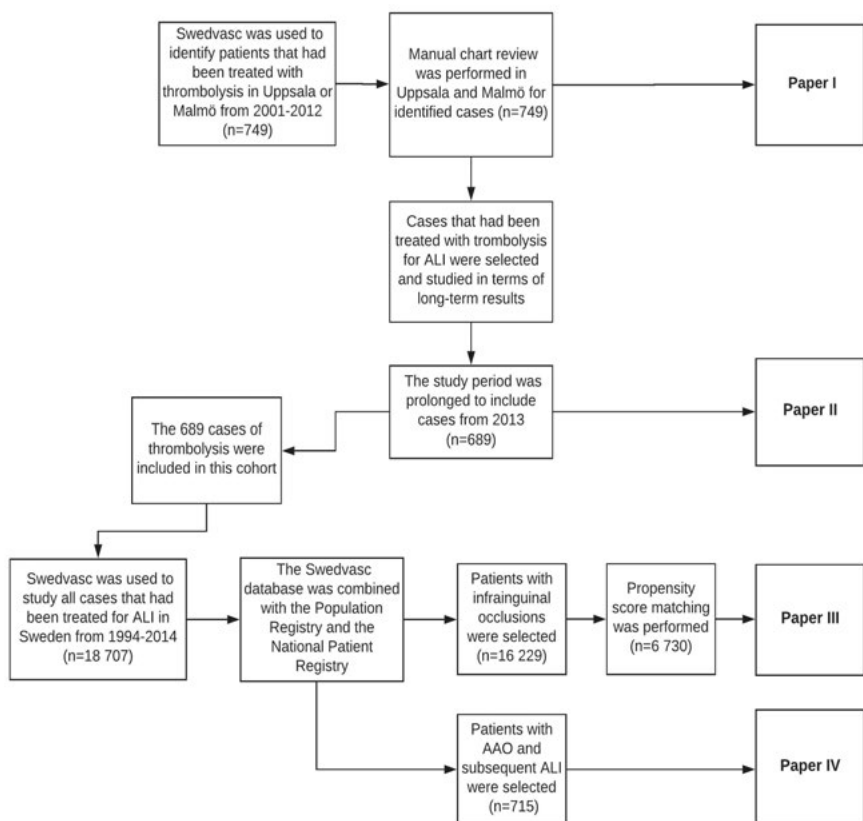 Swedvasc was used to
identify patients that had
been treated with
thrombolysis in Uppsala or
Malmö from 2001-2012
(n=749)
Manual chart review
was performed in
Uppsala and Malmö for
identified cases (n=749)
Paper I
Cases that had been
treated with trombolysis
for ALI were selected
and studied in terms of
long-term results
The study period was
prolonged to include
cases from 2013
(n=689)
Paper II
The 689 cases of
thrombolysis were
included in this cohort
Swedvasc was used to
study all cases that had
been treated for ALI in
Sweden from 1994-2014
(n=18 707)
The Swedvasc
database was combined
with the Population
Registry and the
National Patient
Registry
Patients with
infrainguinal
occlusions
were selected
(n=16 229)
Propensity
score matching
was performed
(n=6 730)
Paper III
Patients with
AAO and
subsequent ALI
were selected
(n=715)
Paper IV